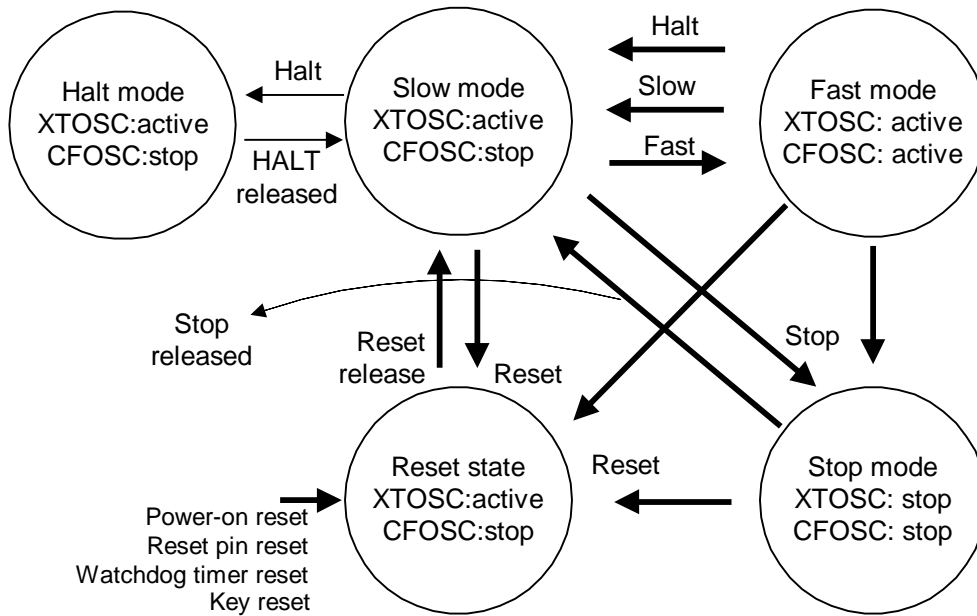 Halt mode
XTOSC:active
CFOSC:stop
Halt
HALT
released
Slow mode
XTOSC:active
CFOSC:stop
Halt
Slow
Fast
Fast mode
XTOSC: active
CFOSC: active
Stop
released
Reset
release
Reset
Stop
Reset state
XTOSC:active
CFOSC:stop
Reset
Stop mode
XTOSC: stop
CFOSC: stop
Power-on reset
Reset pin reset
Watchdog timer reset
Key reset